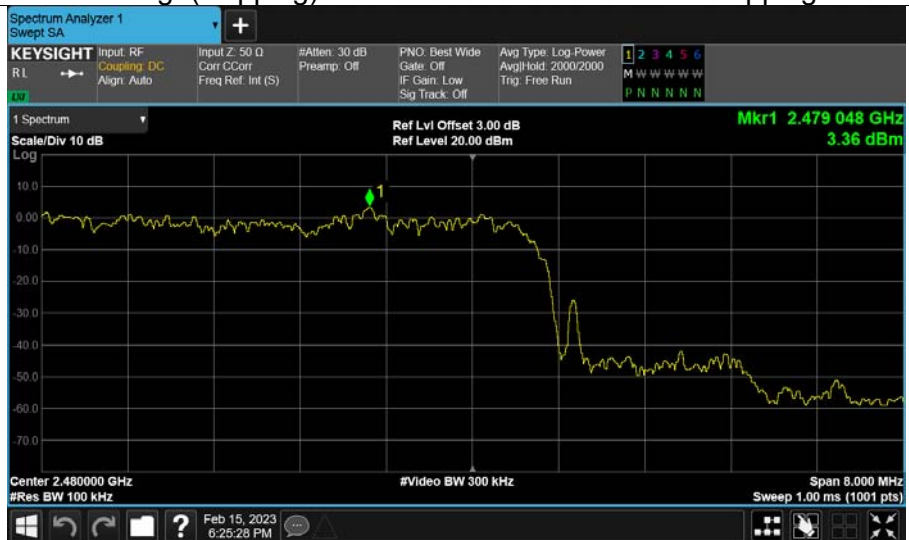 Spectrum Analyzer 1
Swept SA
+
KEYSIGHT
RL
Input: RF
Coupling: DC
Align: Auto
Input Z: 50 Ω
Corr CCorr
Freq Ref: Int (S)
#Atten: 30 dB
Preamp: Off
PNO: Best Wide
Gate: Off
IF Gain: Low
Sig Track: Off
Avg Type: Log-Power
Avg|Hold: 2000/2000
Trig: Free Run
1 2 3 4 5 6
M W W W W W
P N N N N N
1 Spectrum
Scale/Div 10 dB
Log
Ref Lvl Offset 3.00 dB
Ref Level 20.00 dBm
Mkr1 2.479 048 GHz
3.36 dBm
1
10.0
0.00
-10.0
-20.0
-30.0
-40.0
-50.0
-60.0
-70.0
Center 2.480000 GHz
#Res BW 100 kHz
#Video BW 300 kHz
Span 8.000 MHz
Sweep 1.00 ms (1001 pts)
?
Feb 15, 2023
6:25:28 PM